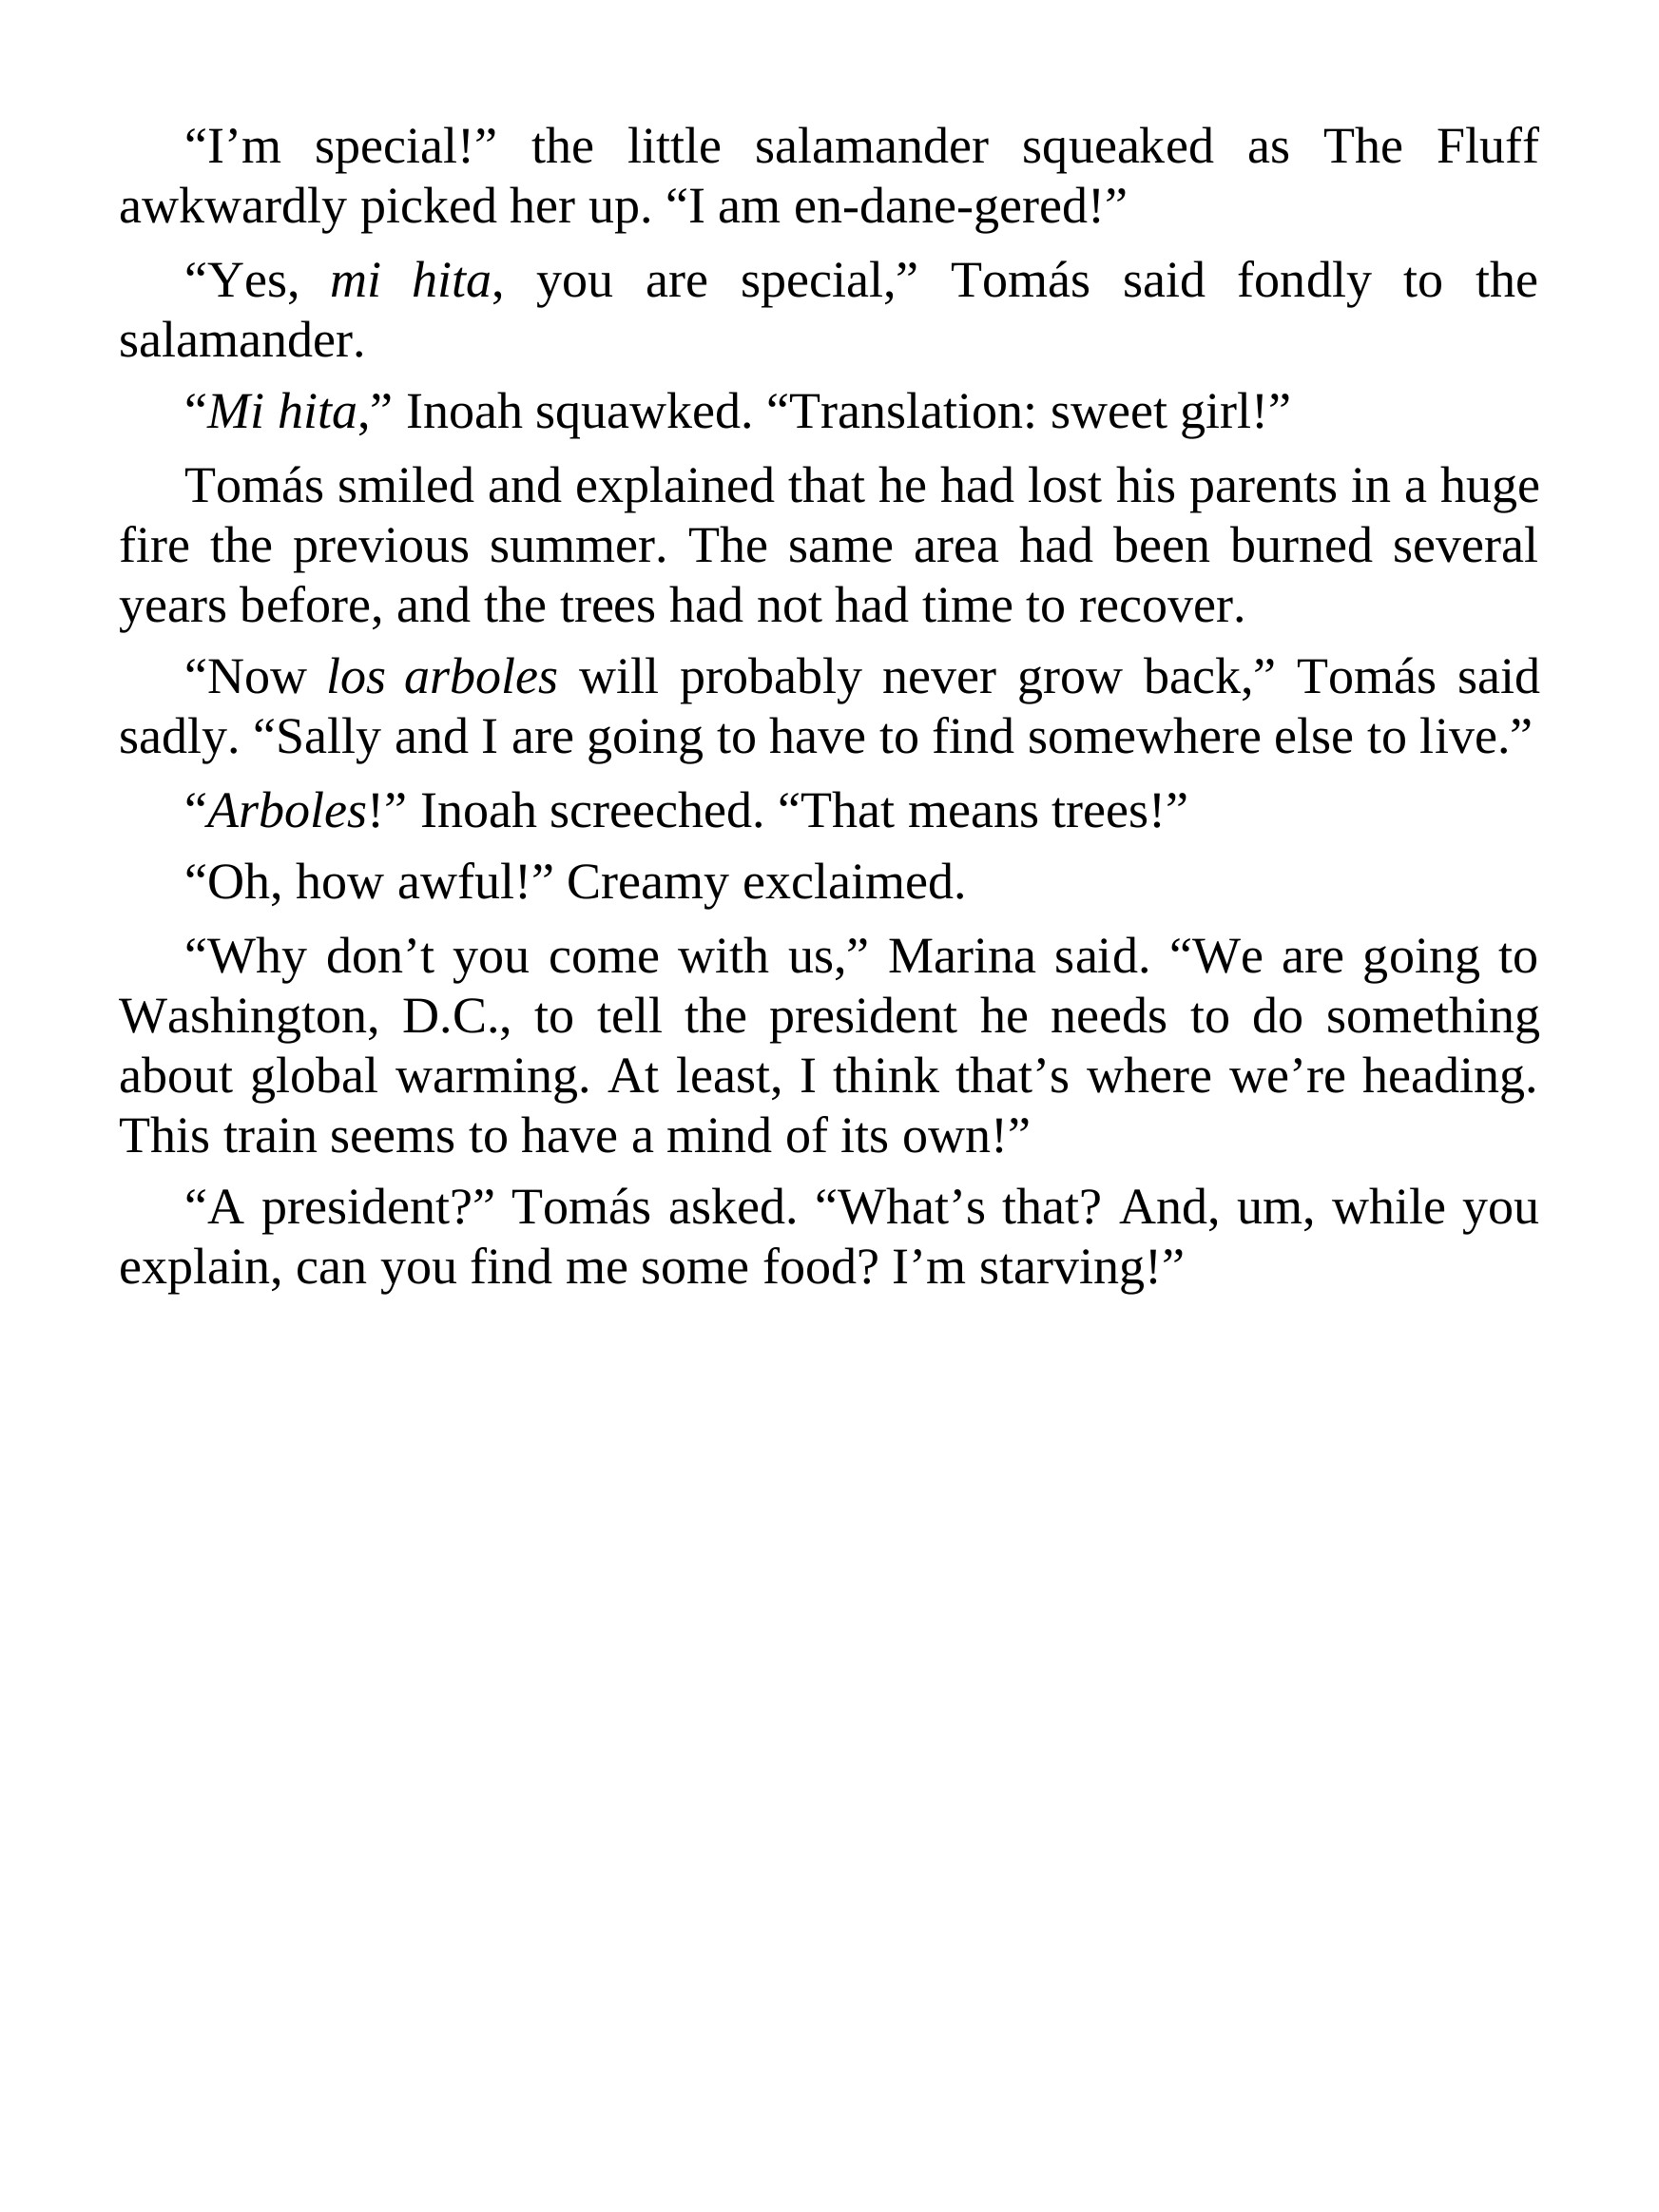 “I’m special!” the little salamander squeaked as The Fluff
awkwardly picked her up. “I am en-dane-gered!”
“Yes, mi hita, you are special,” Tomás said fondly to the
salamander.
“Mi hita,” Inoah squawked. “Translation: sweet girl!”
Tomás smiled and explained that he had lost his parents in a huge
fire the previous summer. The same area had been burned several
years before, and the trees had not had time to recover.
“Now los arboles will probably never grow back,” Tomás said
sadly. “Sally and I are going to have to find somewhere else to live.”
“Arboles!” Inoah screeched. “That means trees!”
“Oh, how awful!” Creamy exclaimed.
“Why don’t you come with us,” Marina said. “We are going to
Washington, D.C., to tell the president he needs to do something
about global warming. At least, I think that’s where we’re heading.
This train seems to have a mind of its own!”
“A president?” Tomás asked. “What’s that? And, um, while you
explain, can you find me some food? I’m starving!”